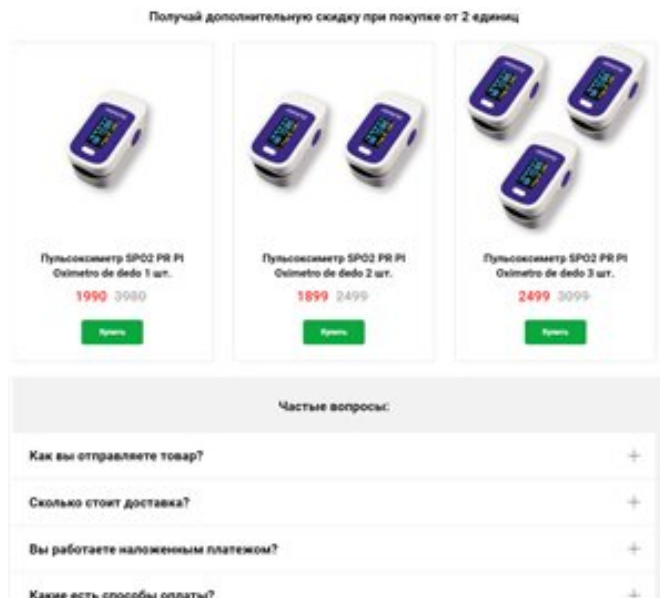 Получай дополнительную скидку при покупке от 2 единиц
Пульсоксиметр SPO2 PR PI
Oximetro de dedo 1 шт.
1990 3980
Купить
Пульсоксиметр SPO2 PR PI
Oximetro de dedo 2 шт.
1899 2499
Купить
Пульсоксиметр SPO2 PR PI
Oximetro de dedo 3 шт.
2499 3099
Купить
Частые вопросы:
Как вы отправляете товар?
Сколько стоит доставка?
Вы работаете наложенным платежом?
Какие есть способы оплаты?